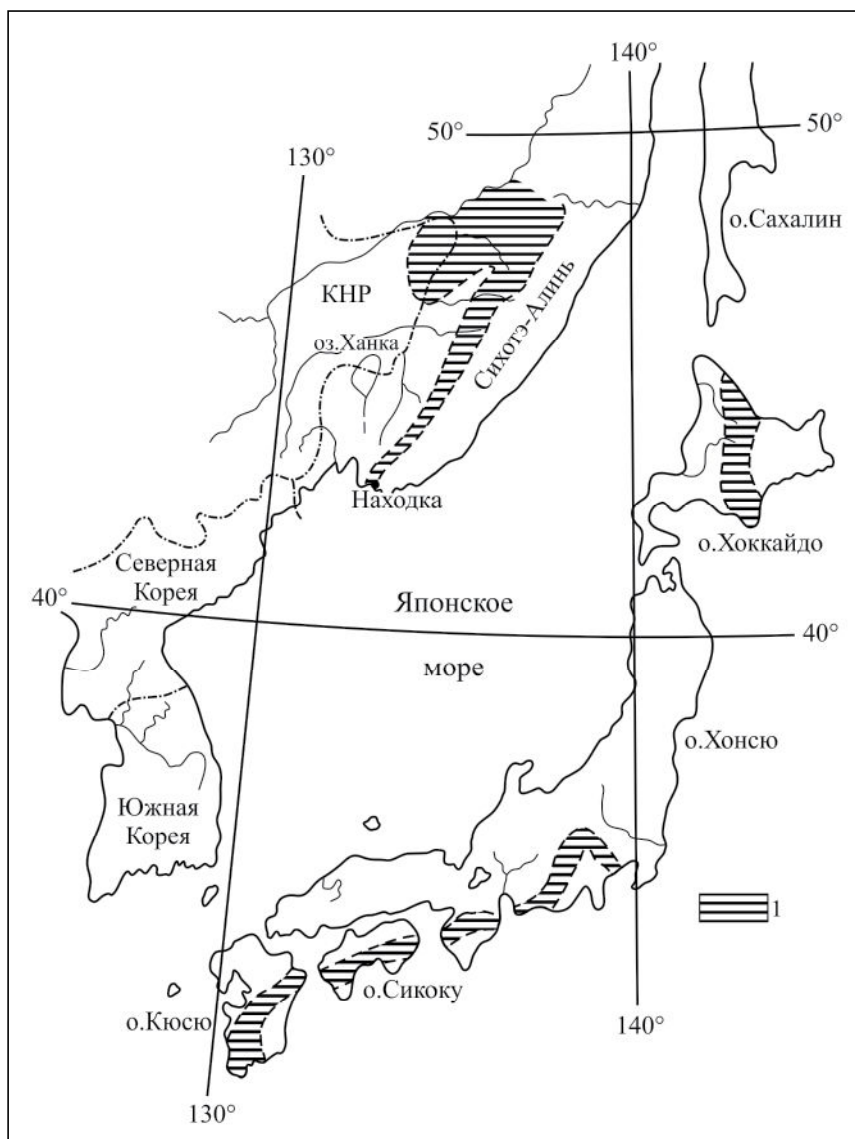 140°
50°
50°
130°
о.Сахалин
КНР
Сихотэ-Алинь
оз.Ханка
Находка
о.Хоккайдо
Северная
Корея
40°
Японское
40°
море
о.Хонсю
Южная
Корея
1
о.Сикоку
о.Кюсю
140°
130°